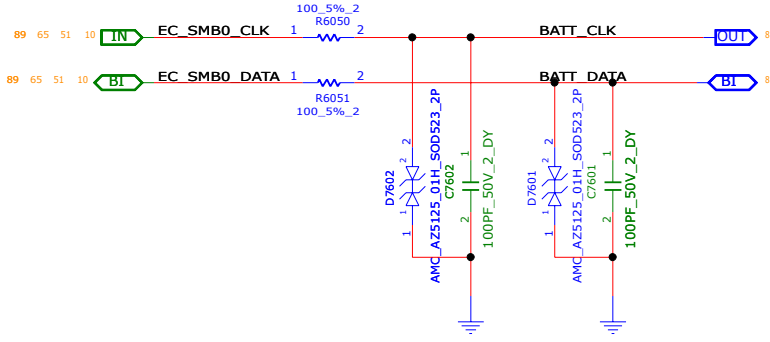 100_5%_2
R6050
89 65 51 10 IN EC_SMB0_CLK 1 2 BATT_CLK OUT 8
89 65 51 10 BI EC_SMB0_DATA 1 2 BATT_DATA BI 8
R6051
100_5%_2
2 2 1 1
D7602
AMC_AZ5125_01H_SOD523_2P
1 2
C7602
100PF_50V_2_DY
2 2 1 1
D7601
AMC_AZ5125_01H_SOD523_2P
1 2
C7601
100PF_50V_2_DY